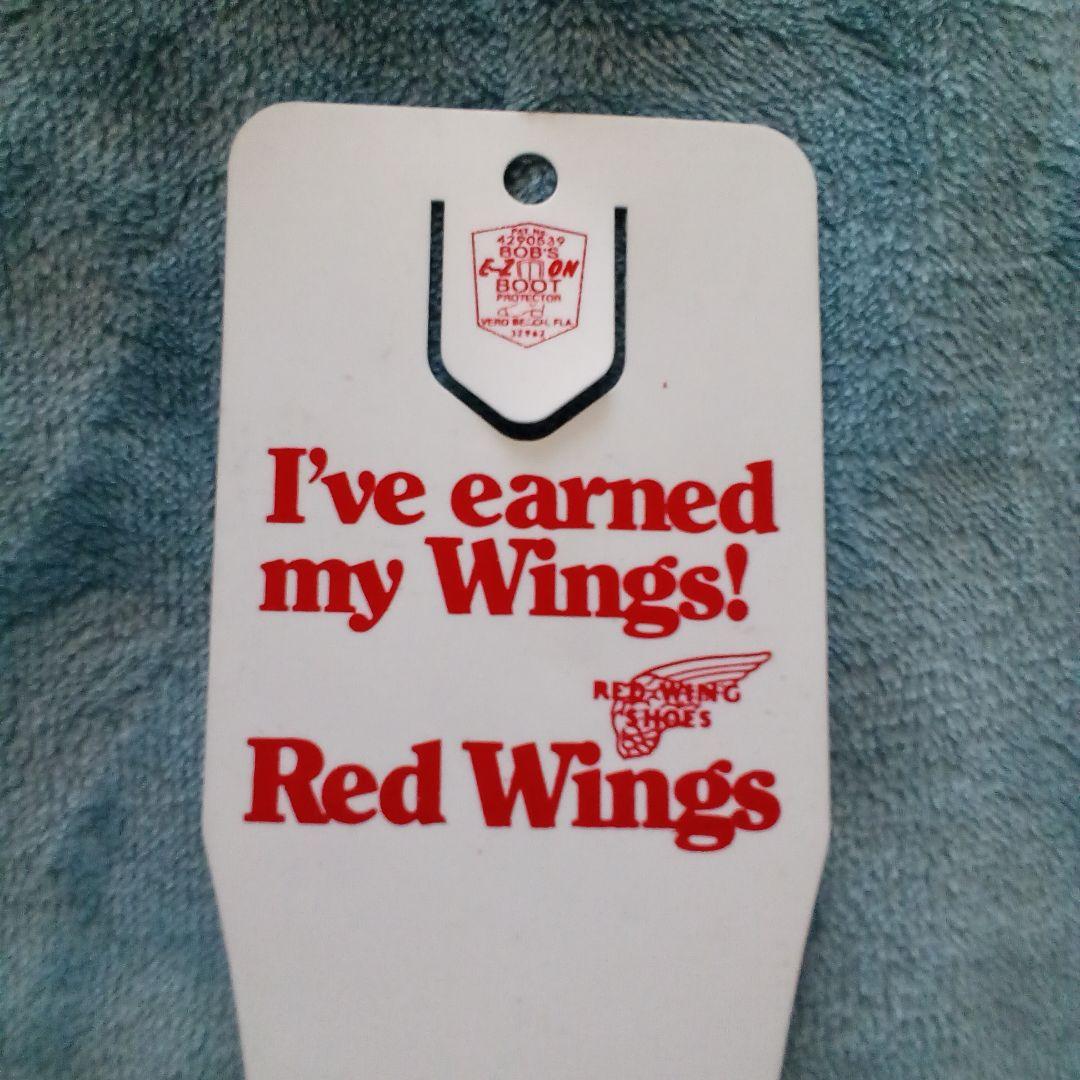 PAT. No.
4290539
BOB'S
E-Z ON
BOOT
PROTECTOR
VERO BEACH, FLA.
32962
I've earned
my Wings!
RED WING
SHOES
Red Wings